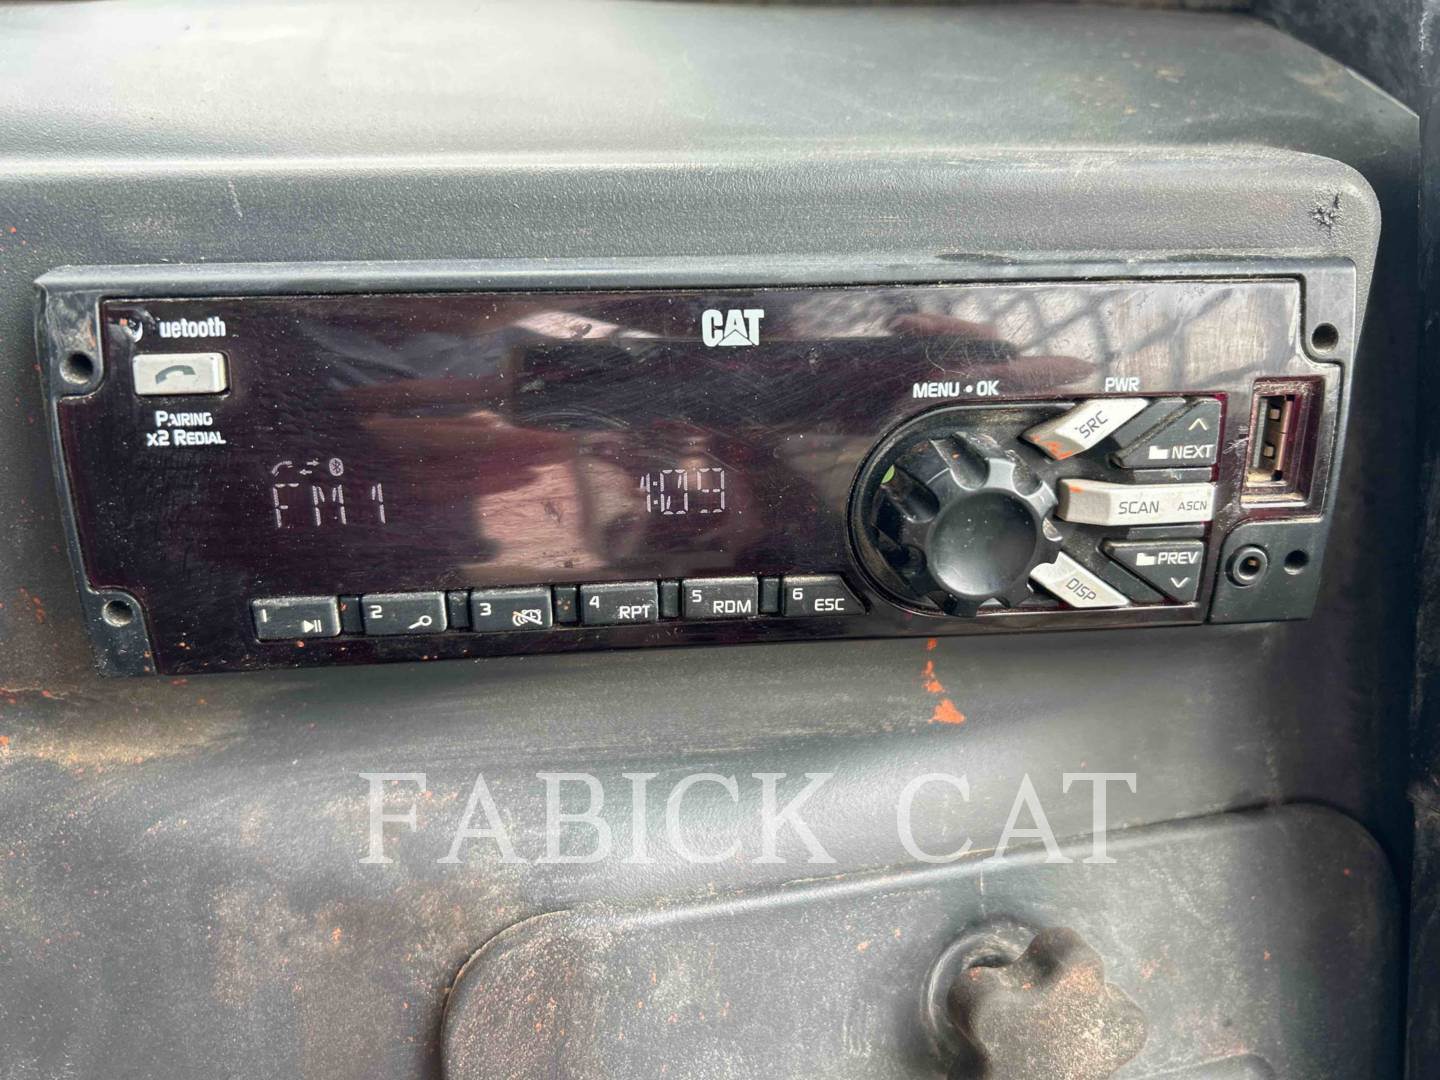 uetooth
CAT
PAIRING
X2 REDIAL
MENU • OK
PWR
SRC
NEXT
SCAN ASCN
PREV
DISP
FM1
1:09
1
2
3
4 RPT
5 RDM
6 ESC
FABICK CAT